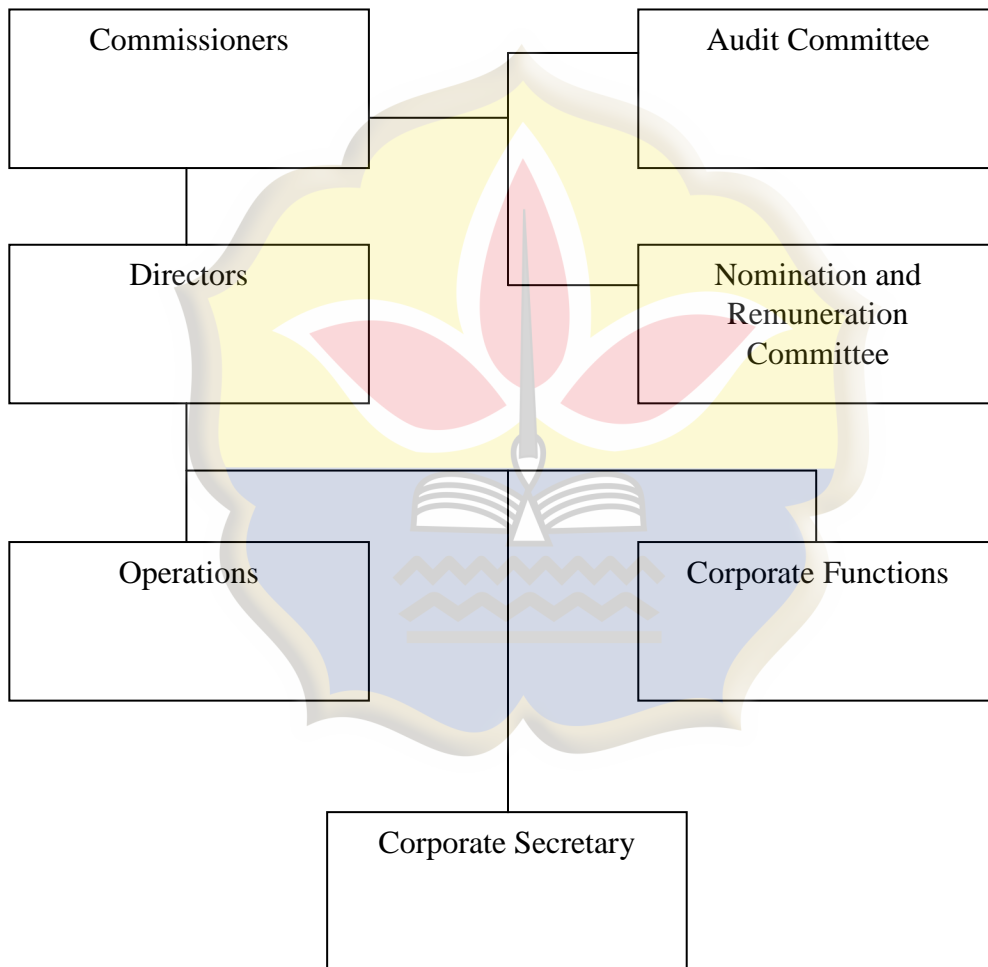 Commissioners
Audit Committee
Directors
Nomination and
Remuneration
Committee
Operations
Corporate Functions
Corporate Secretary